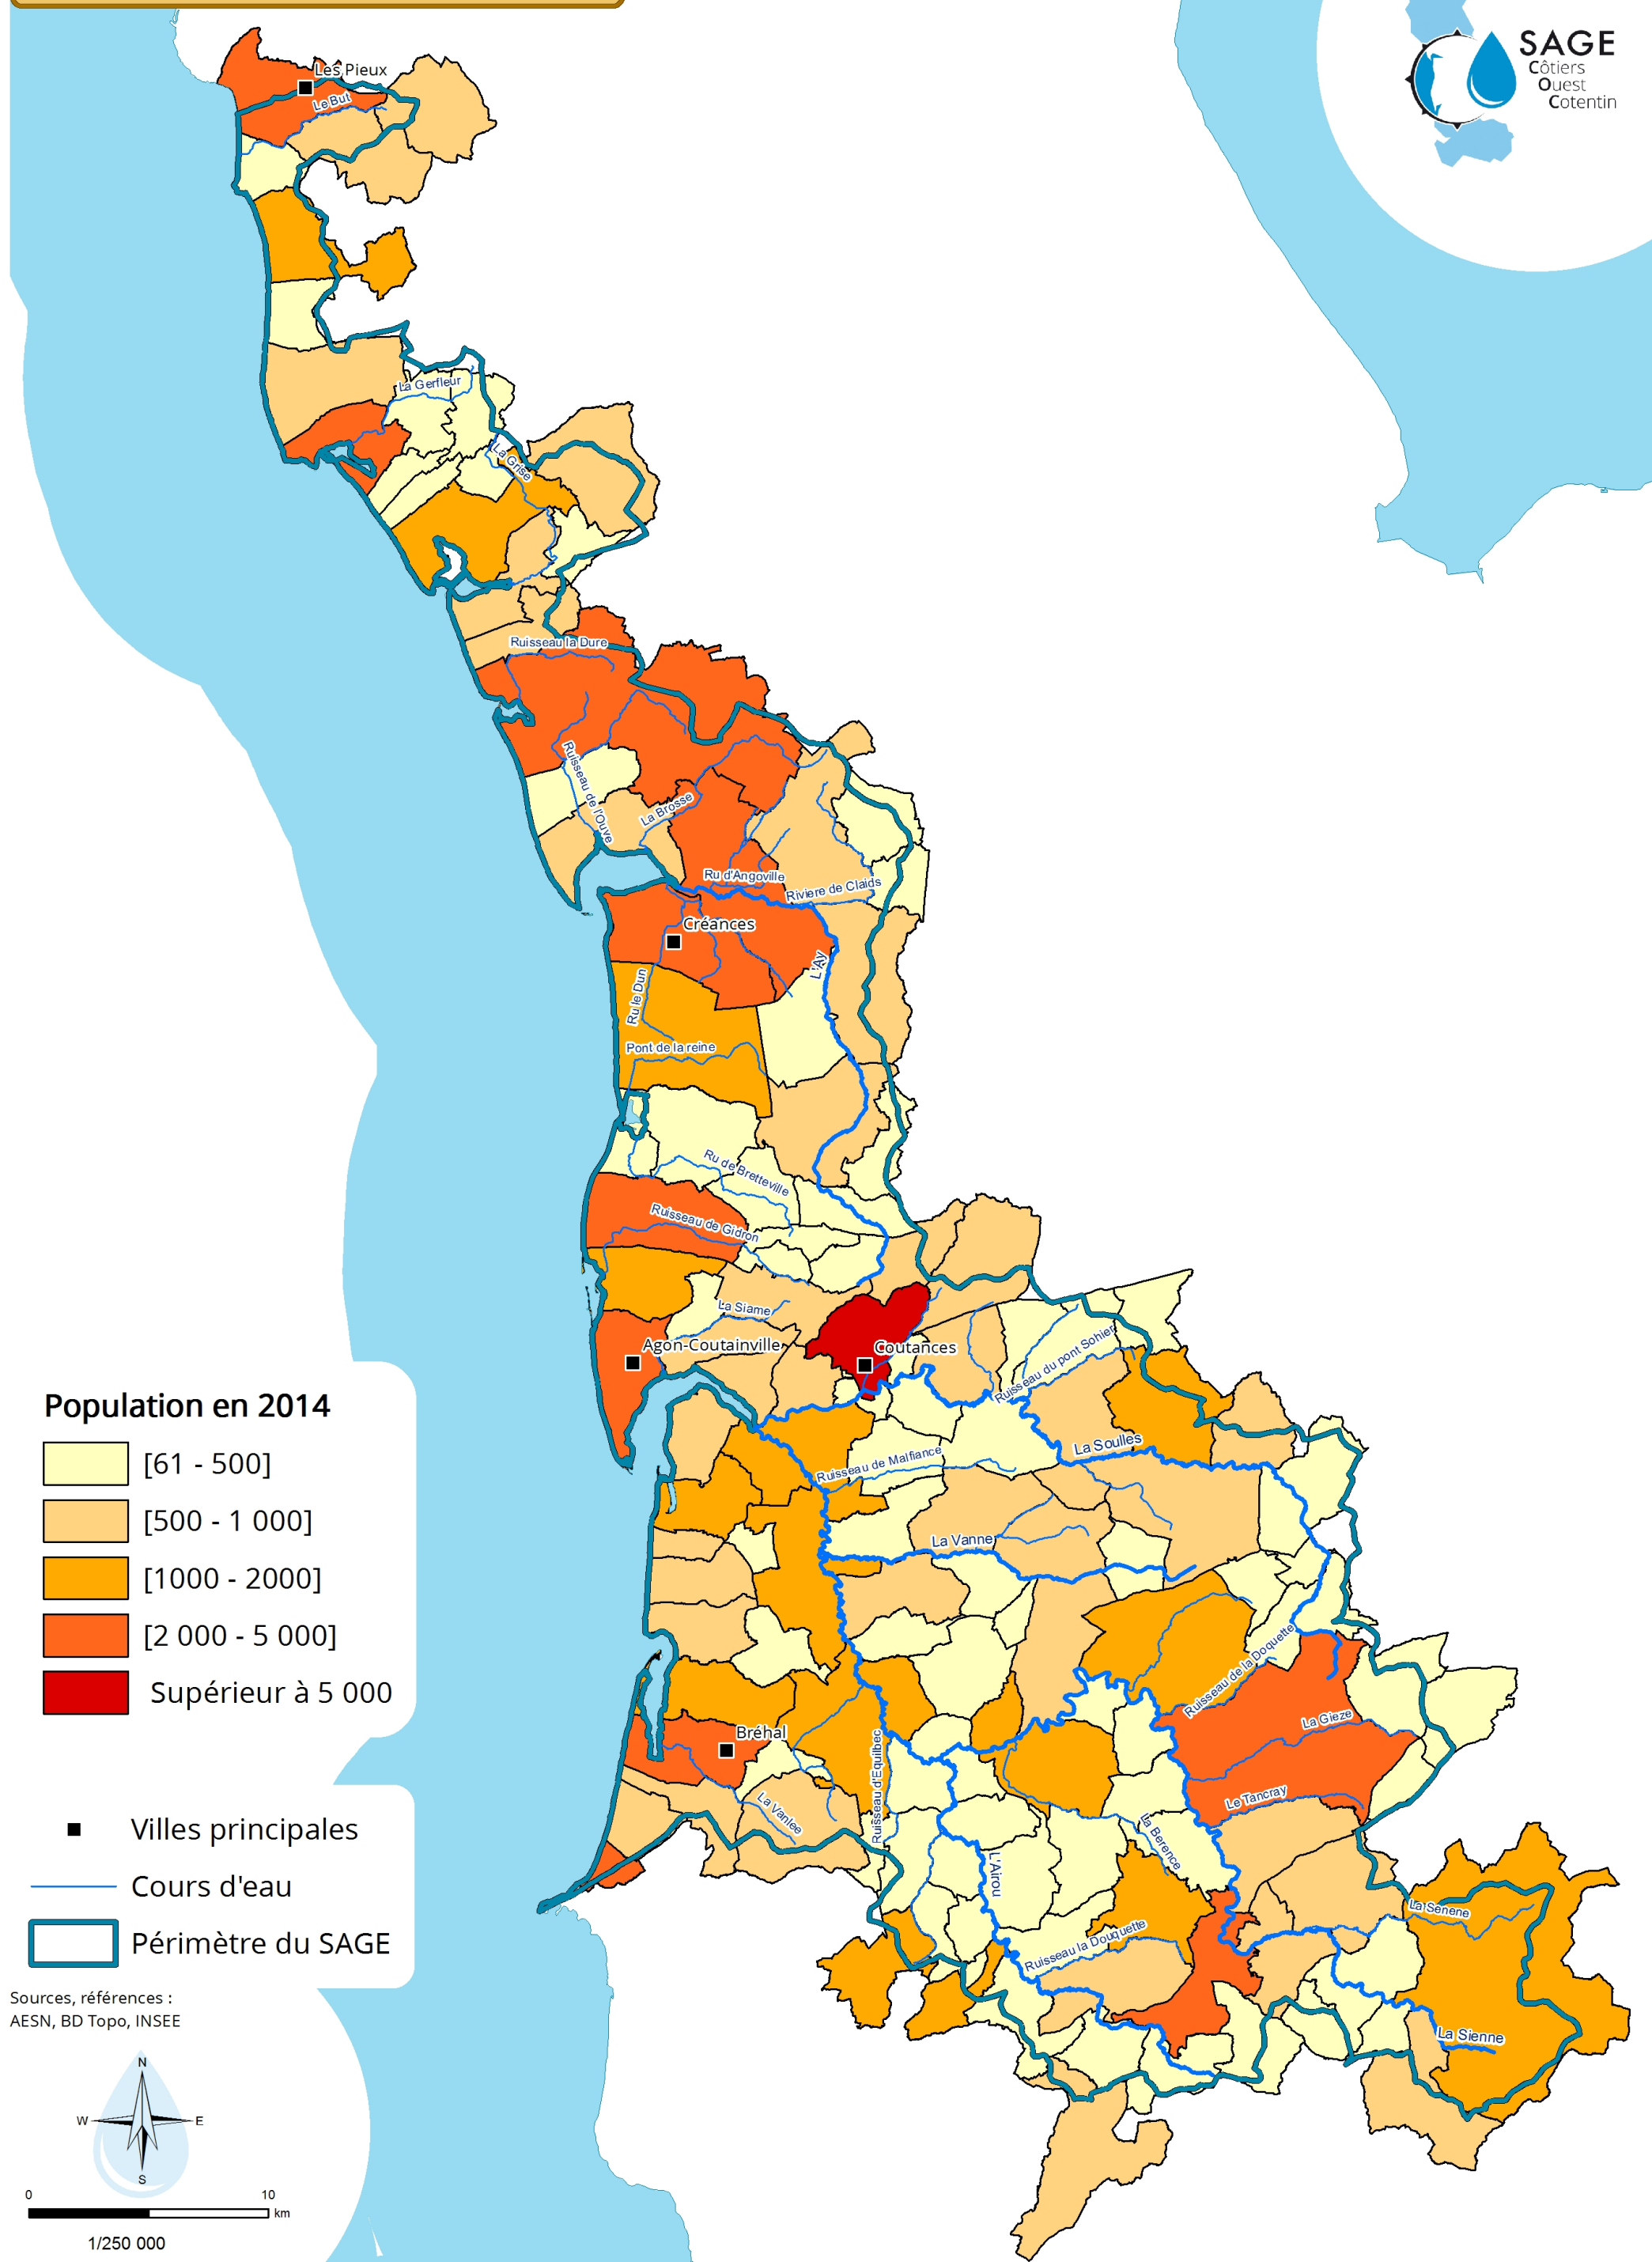 SAGE
Côtiers
Ouest
Cotentin
Les Pieux
Le But
La Gerfleur
La Grise
Ruisseau la Dure
Ruisseau de l'Ouve
La Brosse
Ru d'Angoville
Riviere de Claids
Créances
L'Ay
Ru le Dun
Pont de la reine
Ru de Bretteville
Ruisseau de Gidron
La Siame
Agon-Coutainville
Coutances
Ruisseau du pont Sohier
La Soulles
Ruisseau de Malfiance
La Vanne
Ruisseau de la Doquette
La Gieze
Bréhal
Ruisseau d'Equilbec
La Vanlée
Le Tancray
La Berence
L'Airou
Ruisseau la Douquette
La Senene
La Sienne
Population en 2014
[61 - 500]
[500 - 1 000]
[1000 - 2000]
[2 000 - 5 000]
Supérieur à 5 000
Villes principales
Cours d'eau
Périmètre du SAGE
Sources, références :
AESN, BD Topo, INSEE
N
W E
S
0 10
km
1/250 000